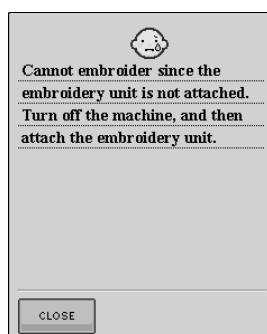 Cannot embroider since the
embroidery unit is not attached.
Turn off the machine, and then
attach the embroidery unit.
CLOSE